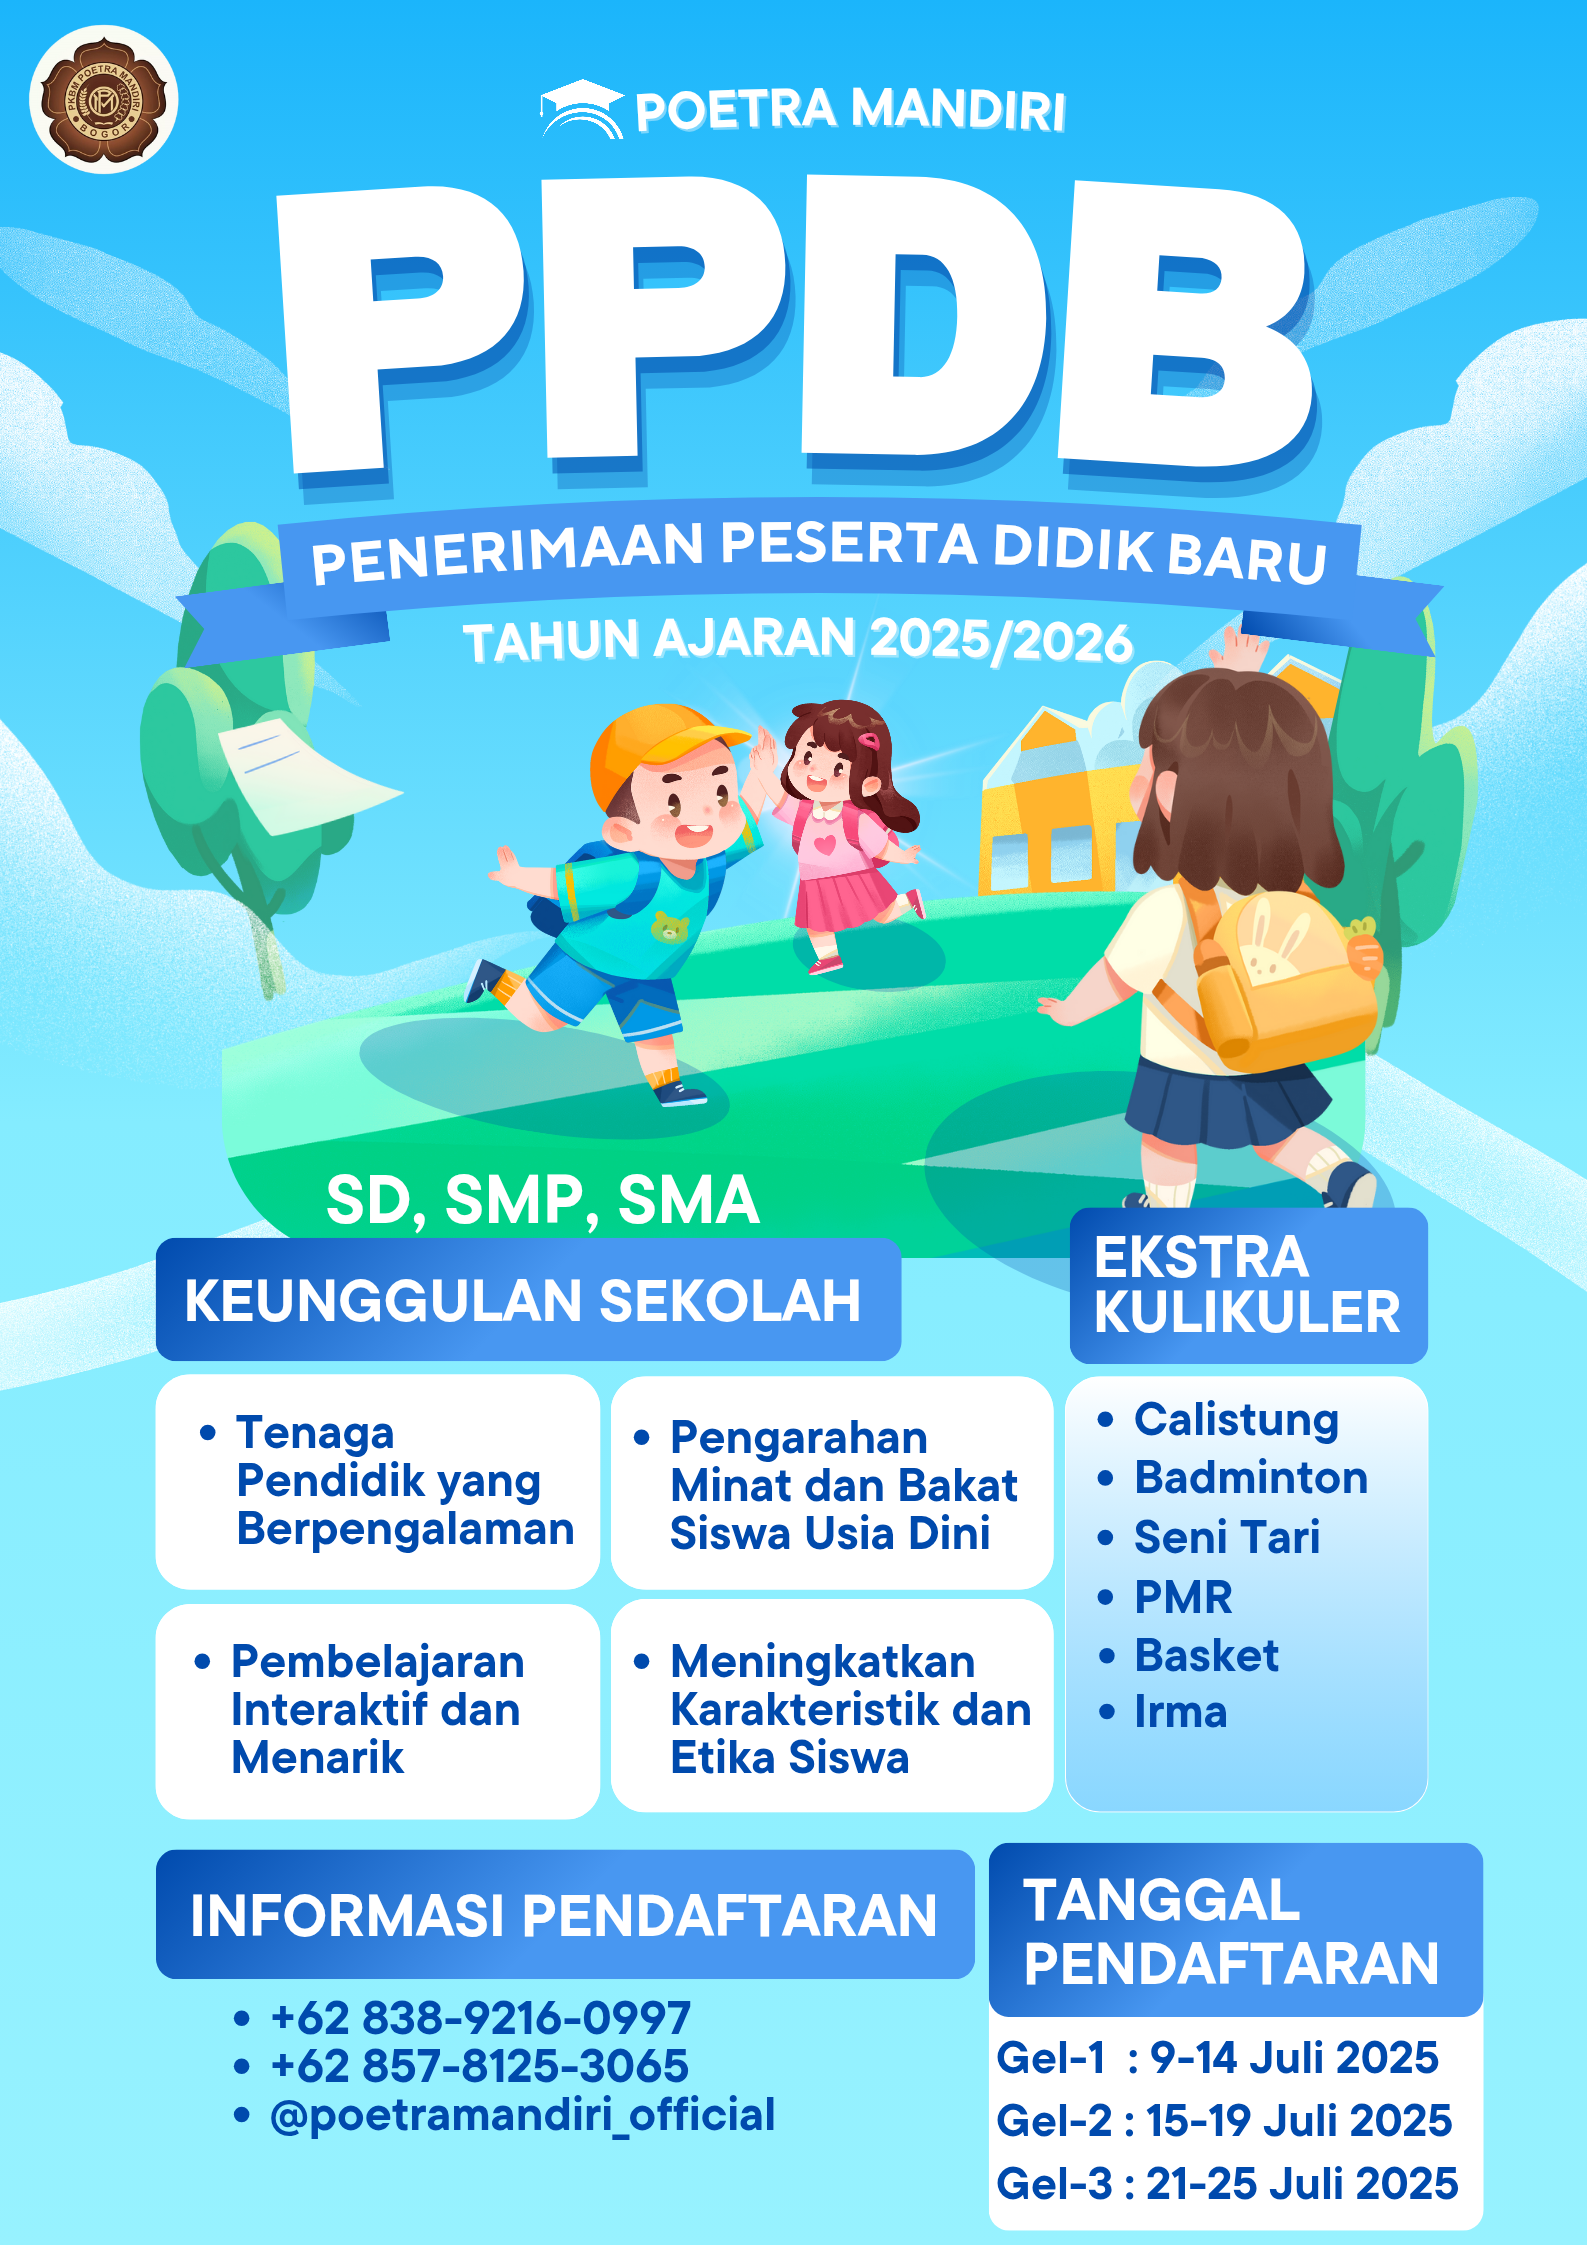 PKBM POETRA MANDIRI
BOGOR
POETRA MANDIRI
PPDB
PENERIMAAN PESERTA DIDIK BARU
TAHUN AJARAN 2025/2026
SD, SMP, SMA
KEUNGGULAN SEKOLAH
• Tenaga
Pendidik yang
Berpengalaman
• Pengarahan
Minat dan Bakat
Siswa Usia Dini
• Pembelajaran
Interaktif dan
Menarik
• Meningkatkan
Karakteristik dan
Etika Siswa
EKSTRA
KULIKULER
• Calistung
• Badminton
• Seni Tari
• PMR
• Basket
• Irma
INFORMASI PENDAFTARAN
• +62 838-9216-0997
• +62 857-8125-3065
• @poetramandiri_official
TANGGAL
PENDAFTARAN
Gel-1 : 9-14 Juli 2025
Gel-2 : 15-19 Juli 2025
Gel-3 : 21-25 Juli 2025